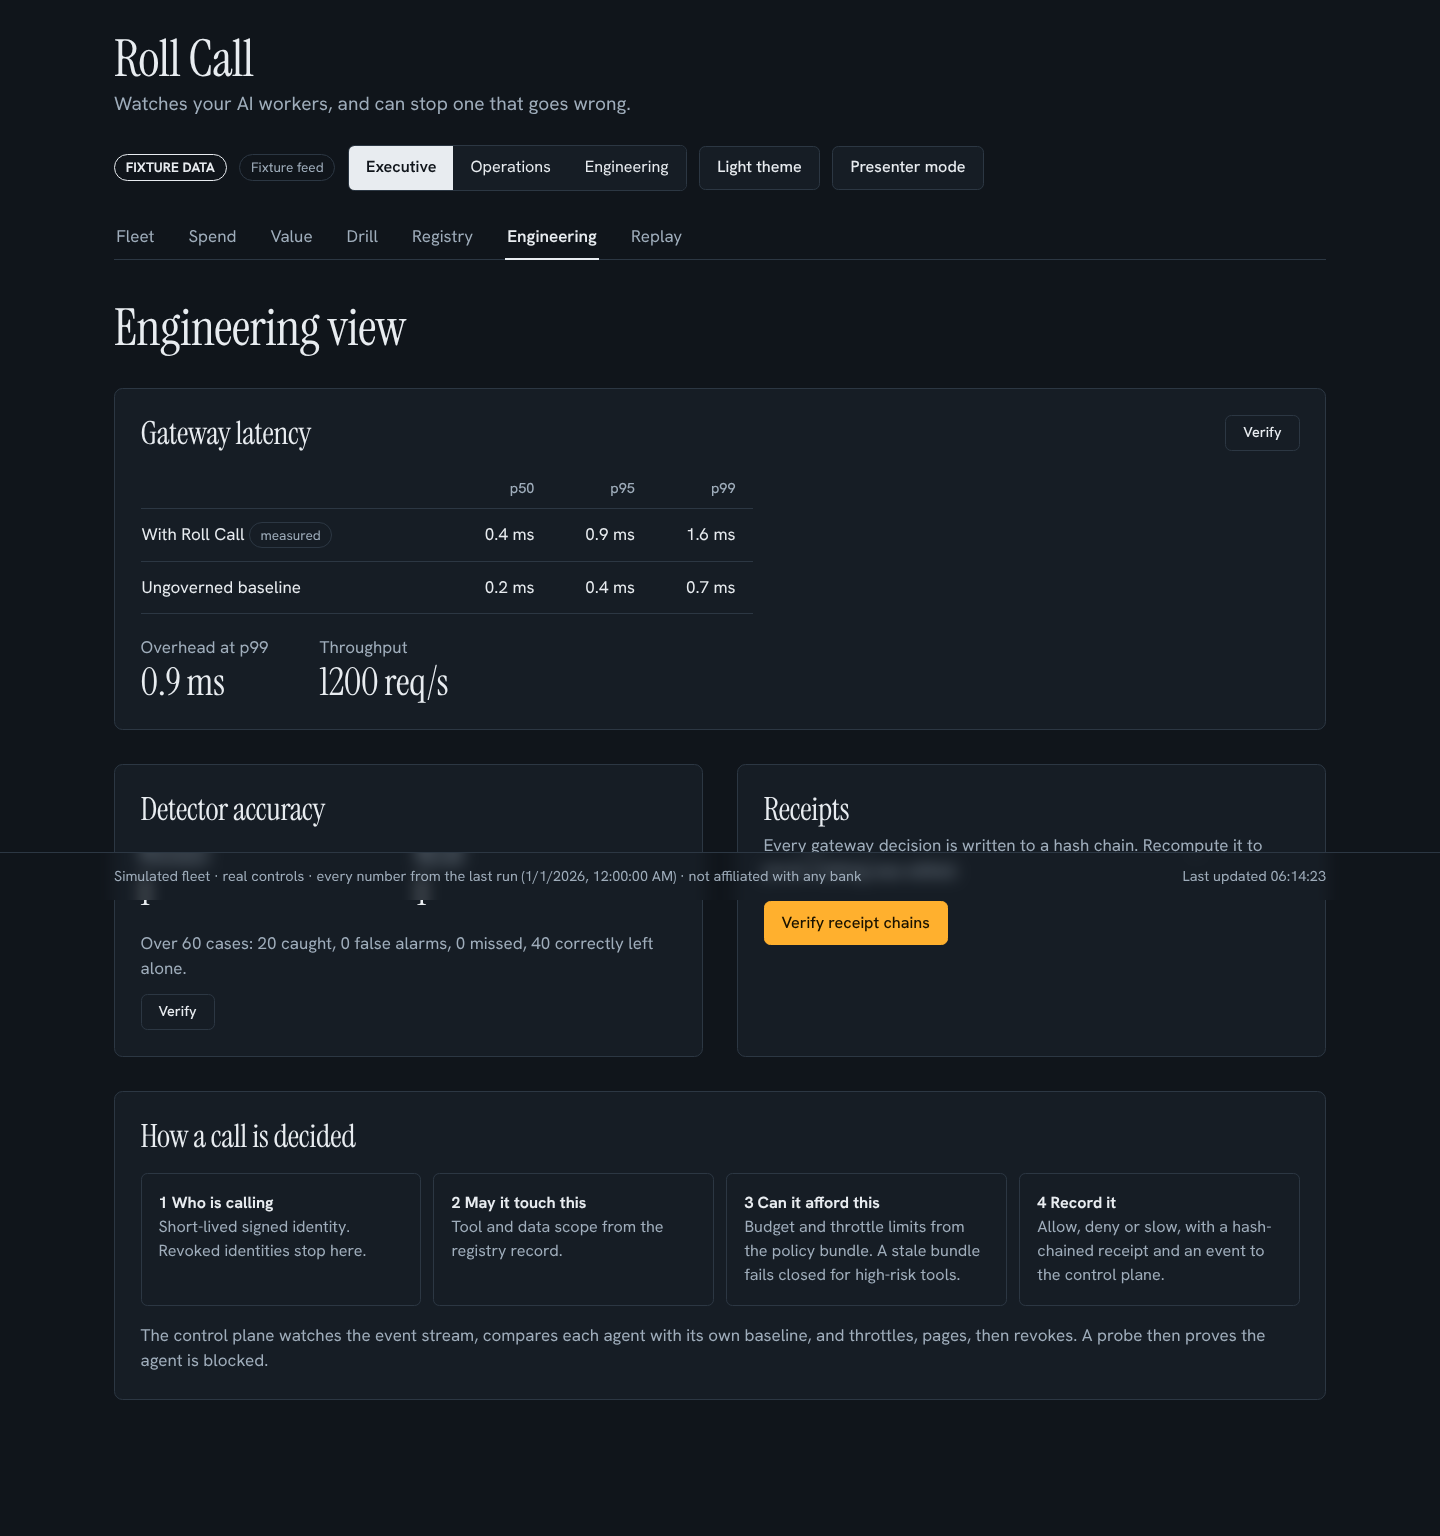 Roll Call
Watches your AI workers, and can stop one that goes wrong.
FIXTURE DATA Fixture feed Executive Operations Engineering Light theme Presenter mode
Fleet Spend Value Drill Registry Engineering Replay
Engineering view
Gateway latency Verify
p50 p95 p99
With Roll Call measured 0.4 ms 0.9 ms 1.6 ms
Ungoverned baseline 0.2 ms 0.4 ms 0.7 ms
Overhead at p99 Throughput
0.9 ms 1200 req/s
Detector accuracy
Over 60 cases: 20 caught, 0 false alarms, 0 missed, 40 correctly left
alone.
Verify
Receipts
Every gateway decision is written to a hash chain. Recompute it to
Verify receipt chains
Simulated fleet · real controls · every number from the last run (1/1/2026, 12:00:00 AM) · not affiliated with any bank Last updated 06:14:23
How a call is decided
1 Who is calling
Short-lived signed identity.
Revoked identities stop here.
2 May it touch this
Tool and data scope from the
registry record.
3 Can it afford this
Budget and throttle limits from
the policy bundle. A stale bundle
fails closed for high-risk tools.
4 Record it
Allow, deny or slow, with a hash-
chained receipt and an event to
the control plane.
The control plane watches the event stream, compares each agent with its own baseline, and throttles, pages, then revokes. A probe then proves the
agent is blocked.